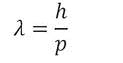 λ = h/p